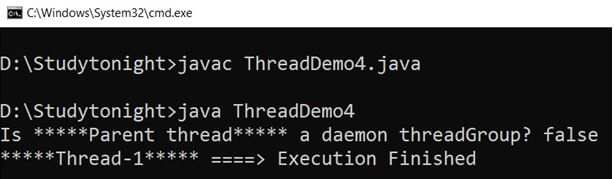 C:\Windows\System32\cmd.exe
D:\Studytonight>javac ThreadDemo4.java
D:\Studytonight>java ThreadDemo4
Is *****Parent thread***** a daemon threadGroup? false
*****Thread-1***** ====> Execution Finished